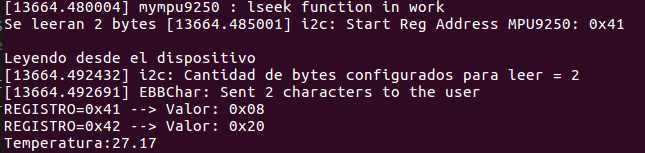 [13664.480004] mympu9250 : lseek function in work
Se leeran 2 bytes [13664.485001] i2c: Start Reg Address MPU9250: 0x41
Leyendo desde el dispositivo
[13664.492432] i2c: Cantidad de bytes configurados para leer = 2
[13664.492691] EBBChar: Sent 2 characters to the user
REGISTRO=0x41 --> Valor: 0x08
REGISTRO=0x42 --> Valor: 0x20
Temperatura:27.17